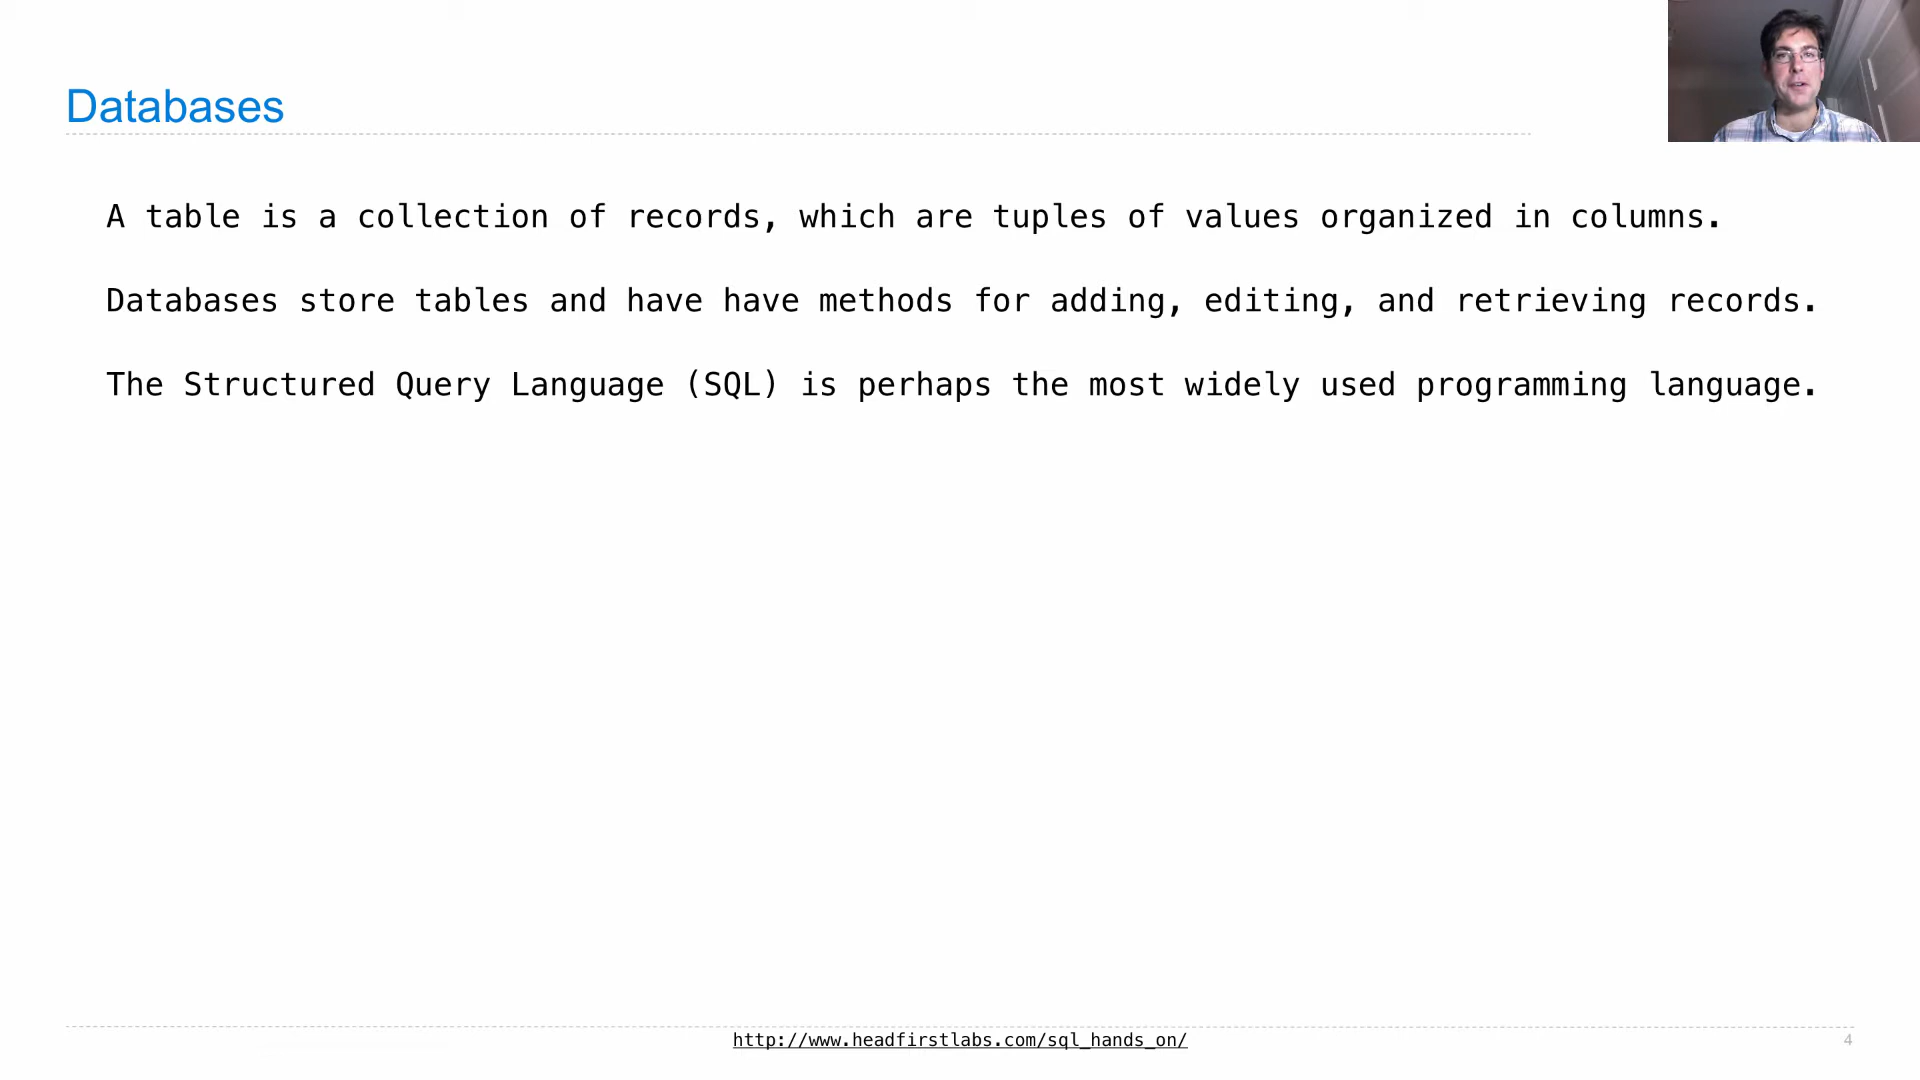 Databases
A table is a collection of records, which are tuples of values organized in columns.
Databases store tables and have have methods for adding, editing, and retrieving records.
The Structured Query Language (SQL) is perhaps the most widely used programming language.
http://www.headfirstlabs.com/sql_hands_on/
4